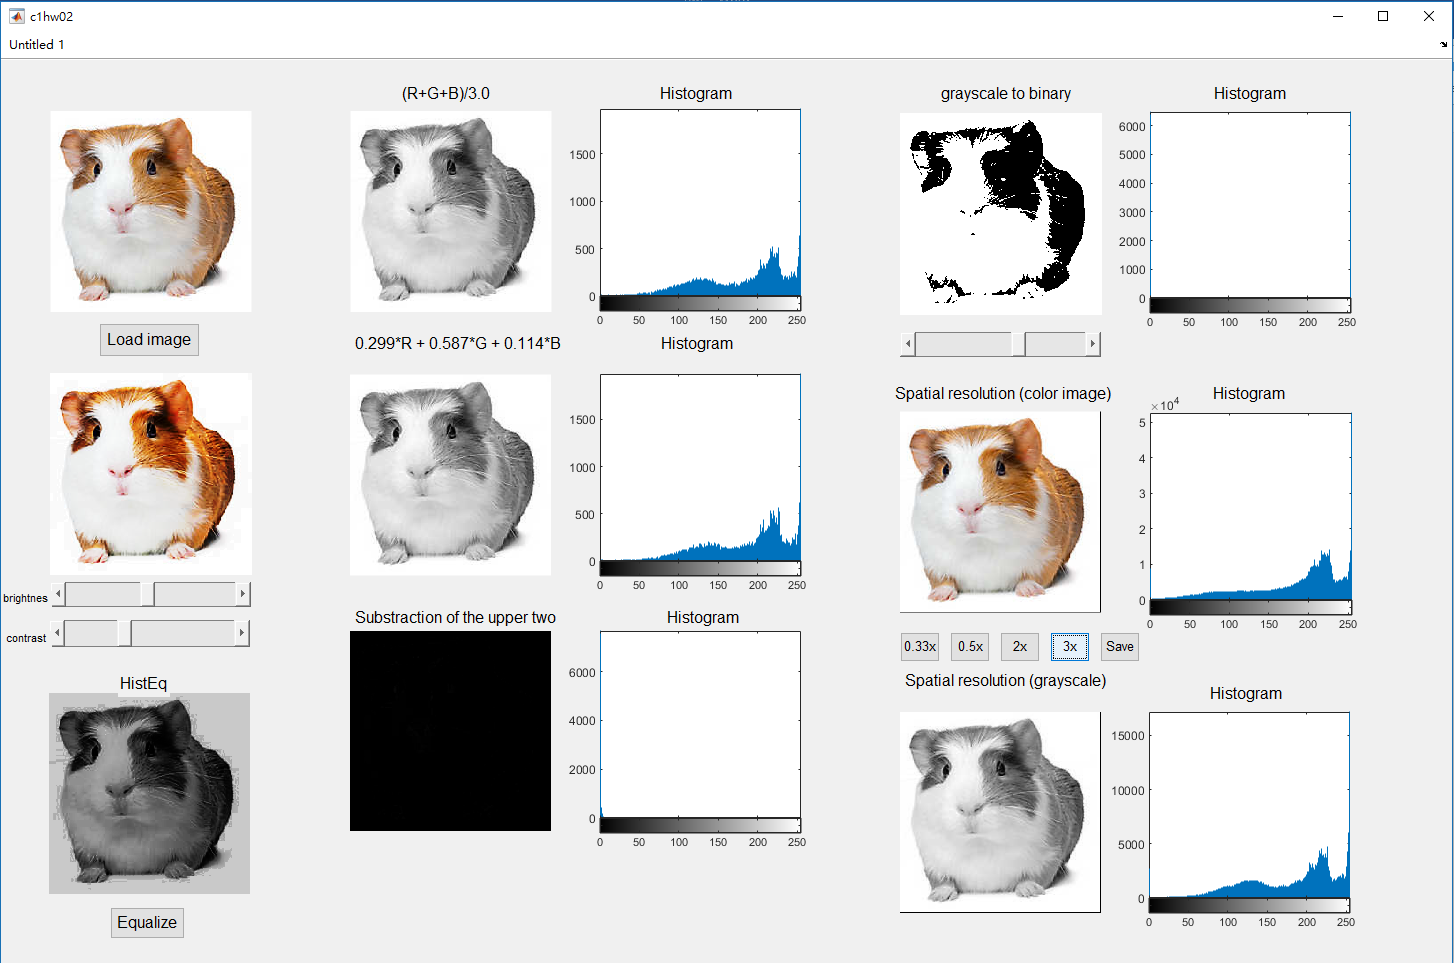 c1hw02
Untitled 1
(R+G+B)/3.0
Histogram
1500
1000
500
0
0 50 100 150 200 250
Load image
0.299*R + 0.587*G + 0.114*B
Histogram
1500
1000
500
0
0 50 100 150 200 250
brightnes
contrast
Substraction of the upper two
Histogram
6000
4000
2000
0
0 50 100 150 200 250
HistEq
Equalize
grayscale to binary
Histogram
6000
5000
4000
3000
2000
1000
0
0 50 100 150 200 250
Spatial resolution (color image)
Histogram
×10^4
5
4
3
2
1
0
0 50 100 150 200 250
0.33x 0.5x 2x 3x Save
Spatial resolution (grayscale)
Histogram
15000
10000
5000
0
0 50 100 150 200 250